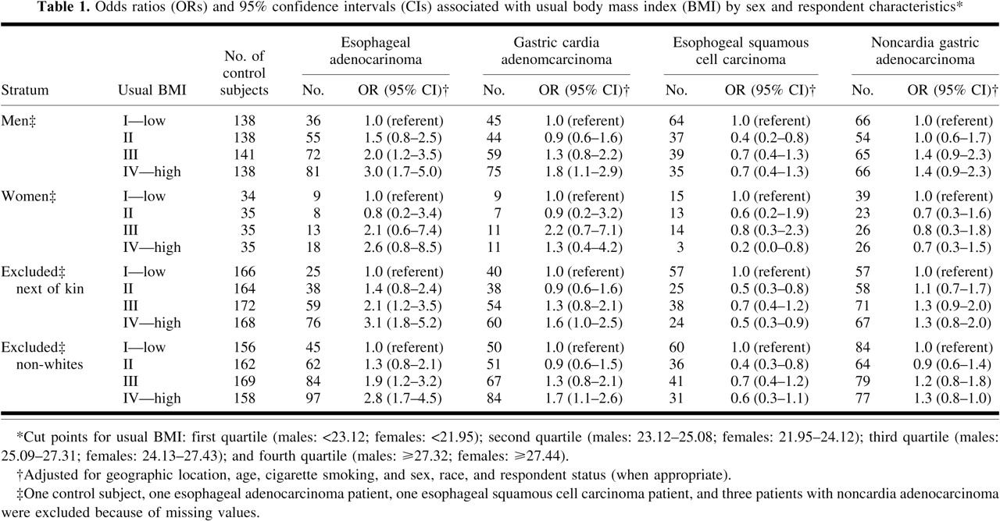 Table 1. Odds ratios (ORs) and 95% confidence intervals (CIs) associated with usual body mass index (BMI) by sex and respondent characteristics*
Esophageal adenocarinoma Gastric cardia adenomcarcinoma Esophogeal squamous cell carcinoma Noncardia gastric adenocarcinoma
Stratum Usual BMI No. of control subjects No. OR (95% CI)† No. OR (95% CI)† No. OR (95% CI)† No. OR (95% CI)†
Men‡ I—low 138 36 1.0 (referent) 45 1.0 (referent) 64 1.0 (referent) 66 1.0 (referent)
II 138 55 1.5 (0.8–2.5) 44 0.9 (0.6–1.6) 37 0.4 (0.2–0.8) 54 1.0 (0.6–1.7)
III 141 72 2.0 (1.2–3.5) 59 1.3 (0.8–2.2) 39 0.7 (0.4–1.3) 65 1.4 (0.9–2.3)
IV—high 138 81 3.0 (1.7–5.0) 75 1.8 (1.1–2.9) 35 0.7 (0.4–1.3) 66 1.4 (0.9–2.3)
Women‡ I—low 34 9 1.0 (referent) 9 1.0 (referent) 15 1.0 (referent) 39 1.0 (referent)
II 35 8 0.8 (0.2–3.4) 7 0.9 (0.2–3.2) 13 0.6 (0.2–1.9) 23 0.7 (0.3–1.6)
III 35 13 2.1 (0.6–7.4) 11 2.2 (0.7–7.1) 14 0.8 (0.3–2.3) 26 0.8 (0.3–1.8)
IV—high 35 18 2.6 (0.8–8.5) 11 1.3 (0.4–4.2) 3 0.2 (0.0–0.8) 26 0.7 (0.3–1.5)
Excluded‡ I—low 166 25 1.0 (referent) 40 1.0 (referent) 57 1.0 (referent) 57 1.0 (referent)
next of kin II 164 38 1.4 (0.8–2.4) 38 0.9 (0.6–1.6) 25 0.5 (0.3–0.8) 58 1.1 (0.7–1.7)
III 172 59 2.1 (1.2–3.5) 54 1.3 (0.8–2.1) 38 0.7 (0.4–1.2) 71 1.3 (0.9–2.0)
IV—high 168 76 3.1 (1.8–5.2) 60 1.6 (1.0–2.5) 24 0.5 (0.3–0.9) 67 1.3 (0.8–2.0)
Excluded‡ I—low 156 45 1.0 (referent) 50 1.0 (referent) 60 1.0 (referent) 84 1.0 (referent)
non-whites II 162 62 1.3 (0.8–2.1) 51 0.9 (0.6–1.5) 36 0.4 (0.3–0.8) 64 0.9 (0.6–1.4)
III 169 84 1.9 (1.2–3.2) 67 1.3 (0.8–2.1) 41 0.7 (0.4–1.2) 79 1.2 (0.8–1.8)
IV—high 158 97 2.8 (1.7–4.5) 84 1.7 (1.1–2.6) 31 0.6 (0.3–1.1) 77 1.3 (0.8–1.0)
*Cut points for usual BMI: first quartile (males: <23.12; females: <21.95); second quartile (males: 23.12–25.08; females: 21.95–24.12); third quartile (males:
25.09–27.31; females: 24.13–27.43); and fourth quartile (males: ⩾27.32; females: ⩾27.44).
†Adjusted for geographic location, age, cigarette smoking, and sex, race, and respondent status (when appropriate).
‡One control subject, one esophageal adenocarcinoma patient, one esophageal squamous cell carcinoma patient, and three patients with noncardia adenocarcinoma
were excluded because of missing values.